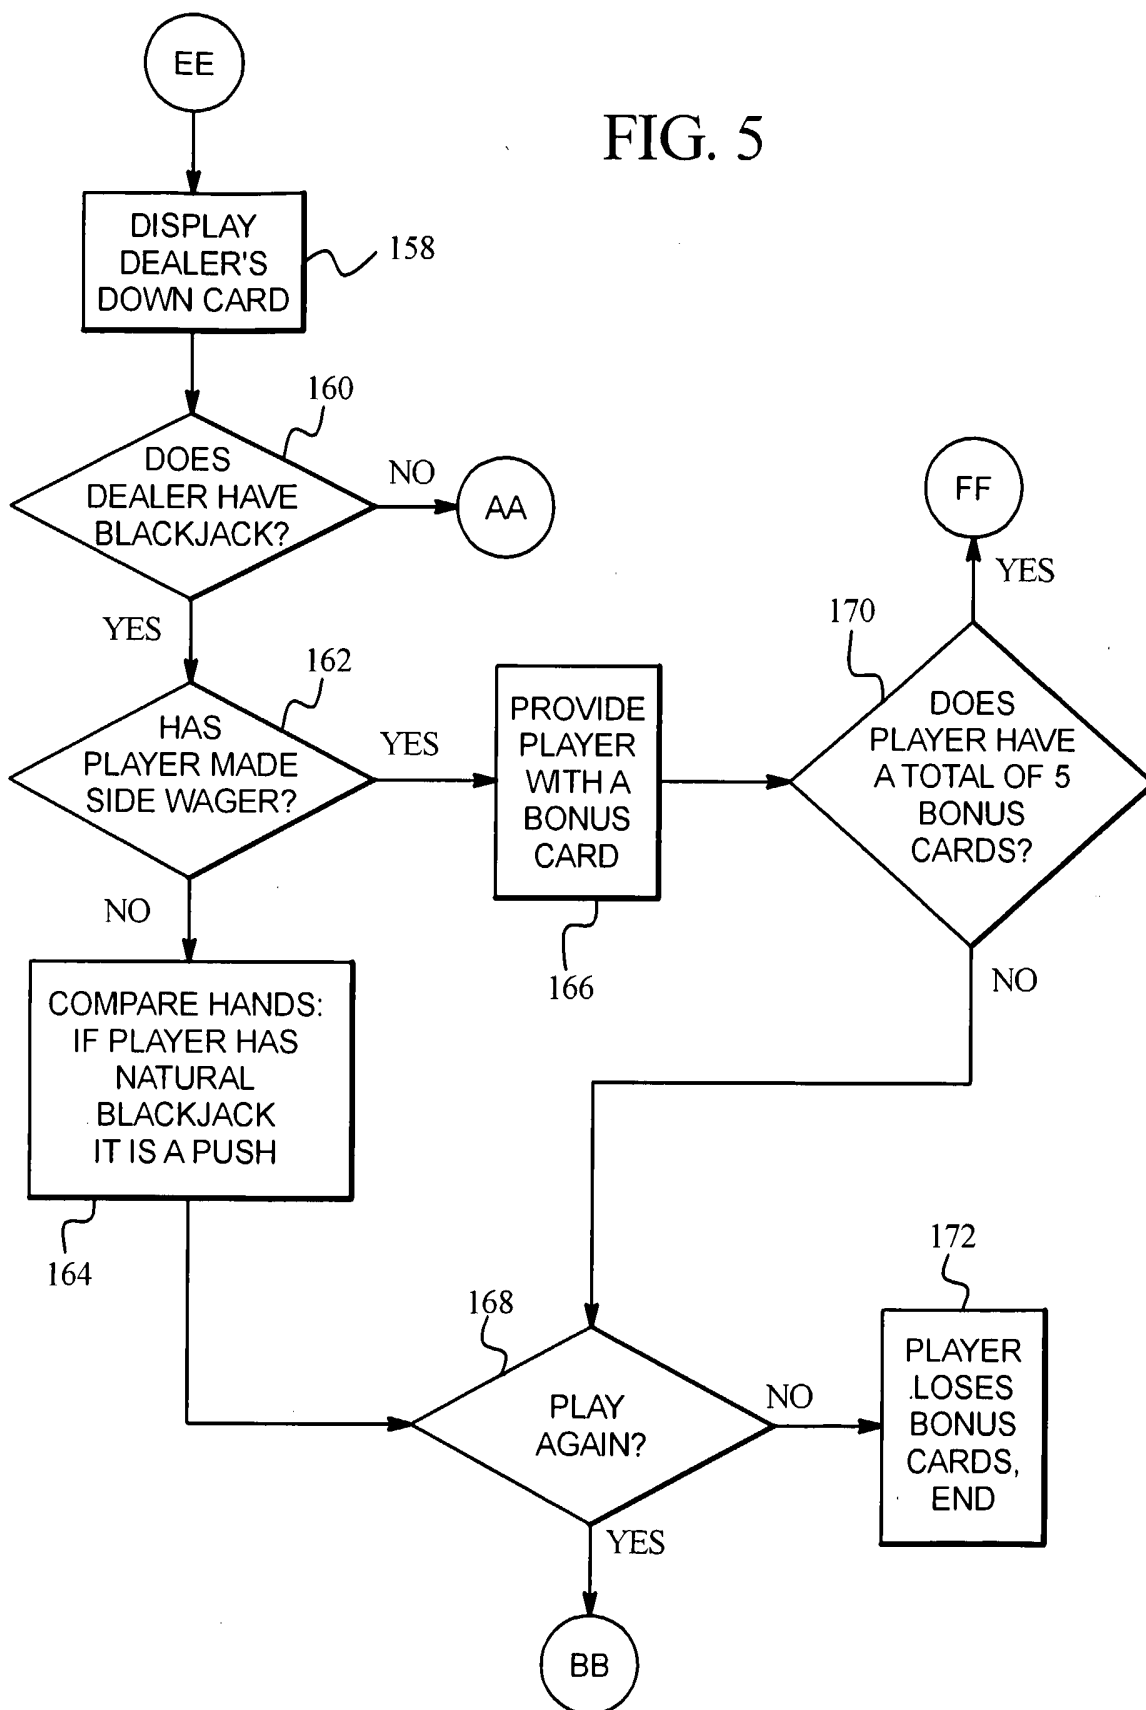 EE
FIG. 5
DISPLAY
DEALER'S
DOWN CARD
158
160
DOES
DEALER HAVE
BLACKJACK?
NO
AA
FF
YES
YES
162
HAS
PLAYER MADE
SIDE WAGER?
YES
PROVIDE
PLAYER
WITH A
BONUS
CARD
166
170
DOES
PLAYER HAVE
A TOTAL OF 5
BONUS
CARDS?
NO
NO
COMPARE HANDS:
IF PLAYER HAS
NATURAL
BLACKJACK
IT IS A PUSH
164
168
PLAY
AGAIN?
NO
172
PLAYER
LOSES
BONUS
CARDS,
END
YES
BB